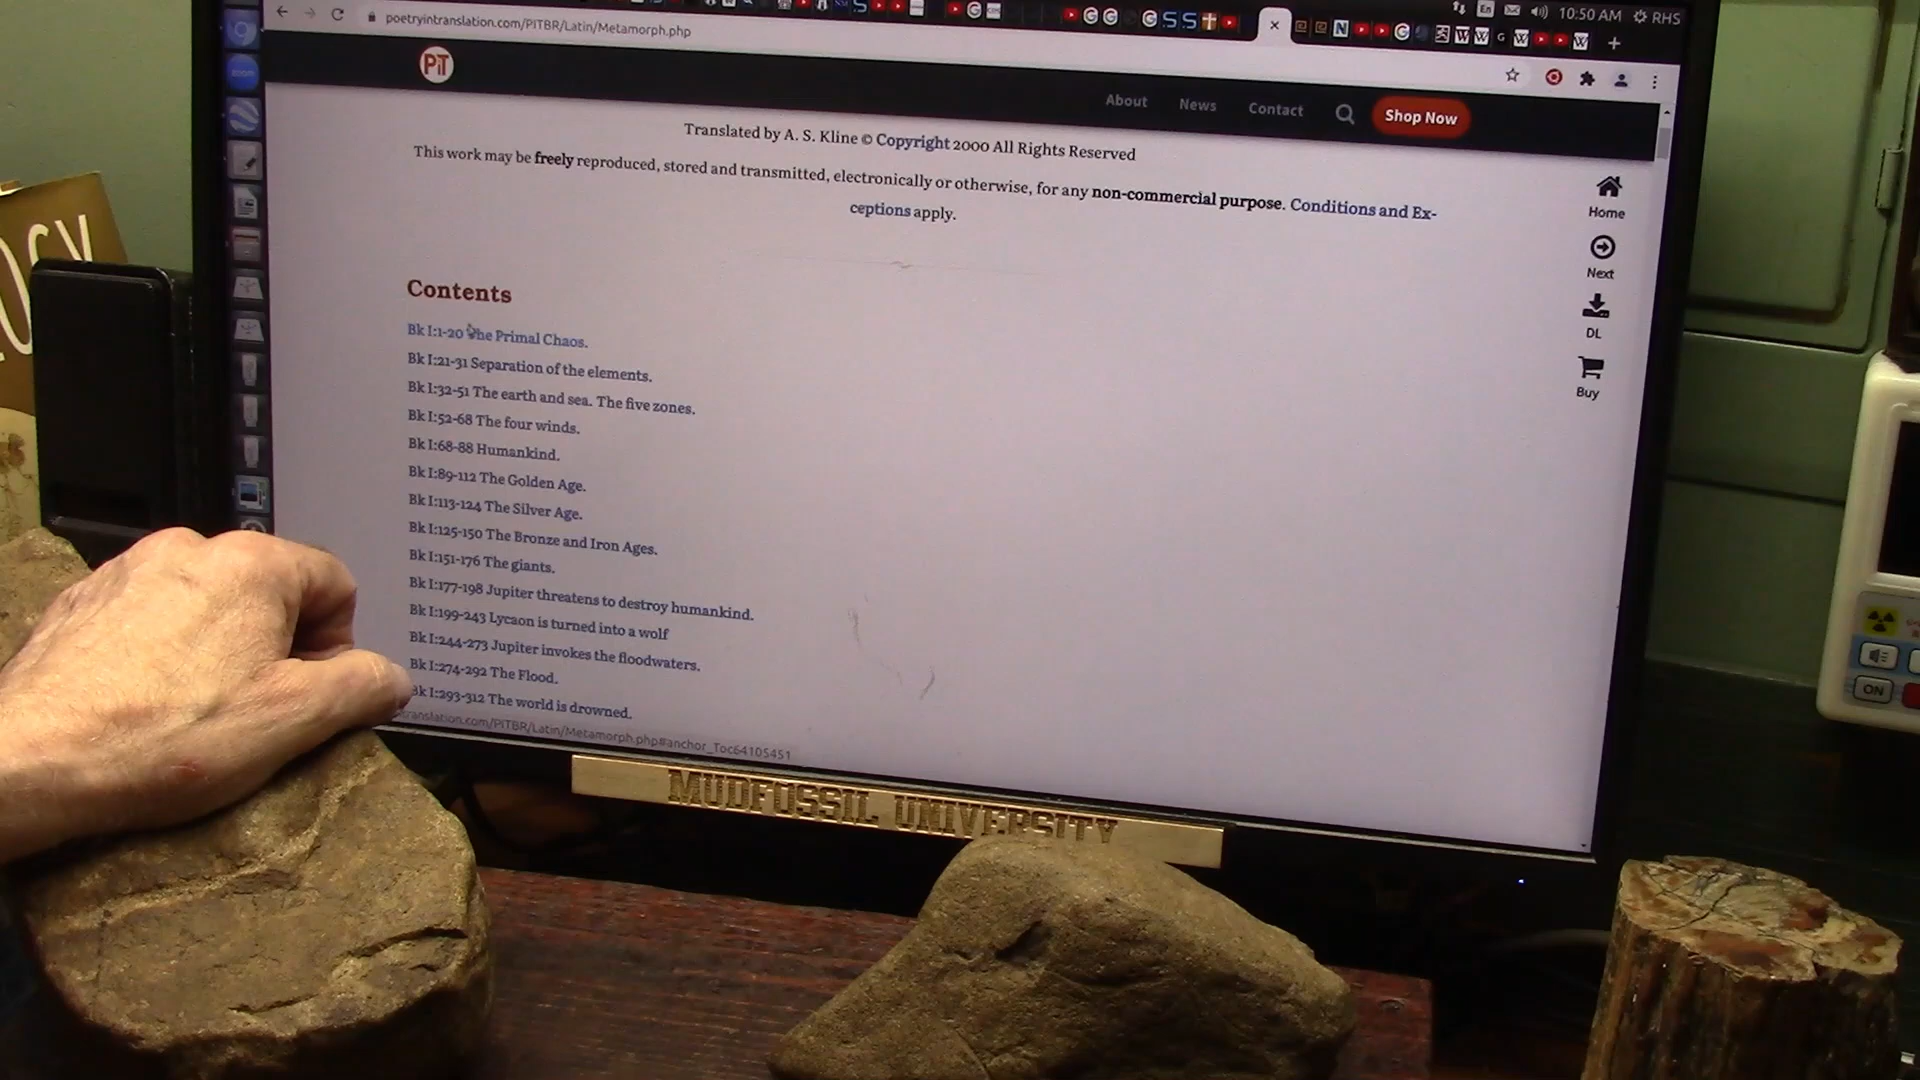 10:50 AM RHS
poetryintranslation.com/PITBR/Latin/Metamorph.php
PiT
About News Contact Shop Now
Translated by A. S. Kline © Copyright 2000 All Rights Reserved
This work may be freely reproduced, stored and transmitted, electronically or otherwise, for any non-commercial purpose. Conditions and Ex-
ceptions apply.
Home
Next
DL
Buy
Contents
Bk I:1-20 The Primal Chaos.
Bk I:21-31 Separation of the elements.
Bk I:32-51 The earth and sea. The five zones.
Bk I:52-68 The four winds.
Bk I:68-88 Humankind.
Bk I:89-112 The Golden Age.
Bk I:113-124 The Silver Age.
Bk I:125-150 The Bronze and Iron Ages.
Bk I:151-176 The giants.
Bk I:177-198 Jupiter threatens to destroy humankind.
Bk I:199-243 Lycaon is turned into a wolf
Bk I:244-273 Jupiter invokes the floodwaters.
Bk I:274-292 The Flood.
Bk I:293-312 The world is drowned.
translation.com/PITBR/Latin/Metamorph.php#anchor_Toc64105451
MUDFOSSIL UNIVERSITY
zoom
En
ON